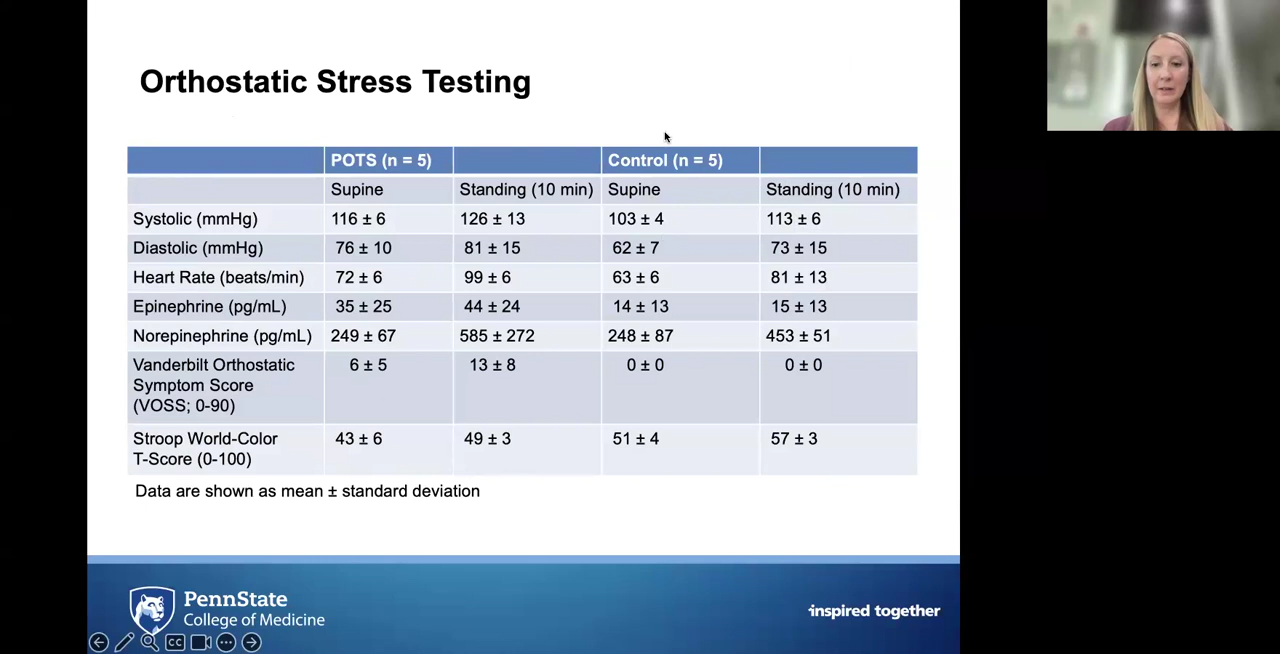 Orthostatic Stress Testing
POTS (n = 5) Control (n = 5)
Supine Standing (10 min) Supine Standing (10 min)
Systolic (mmHg) 116 ± 6 126 ± 13 103 ± 4 113 ± 6
Diastolic (mmHg) 76 ± 10 81 ± 15 62 ± 7 73 ± 15
Heart Rate (beats/min) 72 ± 6 99 ± 6 63 ± 6 81 ± 13
Epinephrine (pg/mL) 35 ± 25 44 ± 24 14 ± 13 15 ± 13
Norepinephrine (pg/mL) 249 ± 67 585 ± 272 248 ± 87 453 ± 51
Vanderbilt Orthostatic 6 ± 5 13 ± 8 0 ± 0 0 ± 0
Symptom Score
(VOSS; 0-90)
Stroop World-Color 43 ± 6 49 ± 3 51 ± 4 57 ± 3
T-Score (0-100)
Data are shown as mean ± standard deviation
PennState
College of Medicine
inspired together
CC